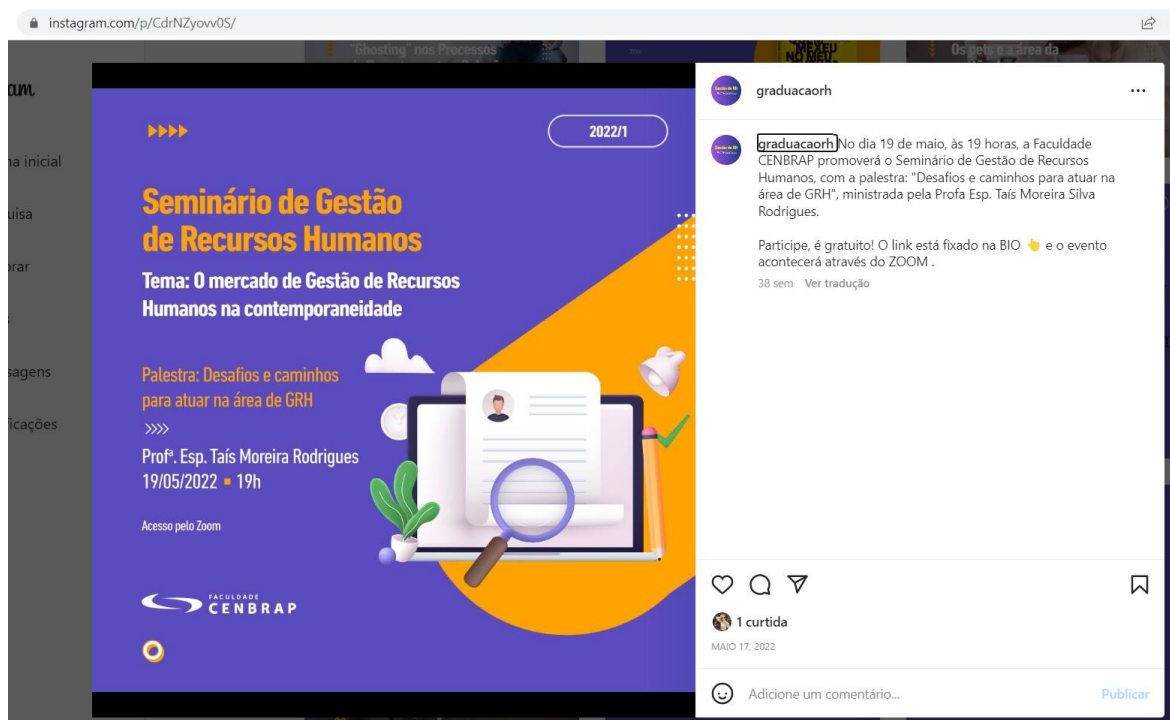 instagram.com/p/CdrNZyovv0S/
"Ghosting" nos Processos
MEXEU
NO MEU
Os pets e a área da
2022/1
Seminário de Gestão
de Recursos Humanos
Tema: O mercado de Gestão de Recursos
Humanos na contemporaneidade
Palestra: Desafios e caminhos
para atuar na área de GRH
Profª. Esp. Taís Moreira Rodrigues
19/05/2022 ▪ 19h
Acesso pelo Zoom
FACULDADE
CENBRAP
graduacaorh
graduacaorh No dia 19 de maio, às 19 horas, a Faculdade
CENBRAP promoverá o Seminário de Gestão de Recursos
Humanos, com a palestra: "Desafios e caminhos para atuar na
área de GRH", ministrada pela Profa Esp. Taís Moreira Silva
Rodrigues.
Participe, é gratuito! O link está fixado na BIO 👆 e o evento
acontecerá através do ZOOM .
38 sem Ver tradução
1 curtida
MAIO 17, 2022
Adicione um comentário... Publicar
am
na inicial
uisa
orar
sagens
ficações